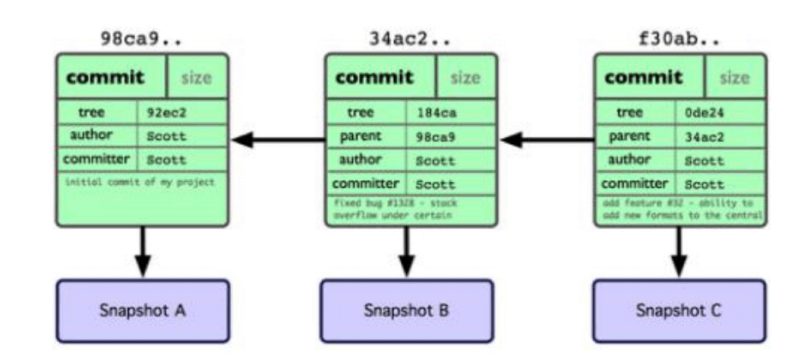 98ca9..
commit size
tree 92ec2
author Scott
committer Scott
initial commit of my project
Snapshot A
34ac2..
commit size
tree 184ca
parent 98ca9
author Scott
committer Scott
fixed bug #1328 - stack
overflow under certain
Snapshot B
f30ab..
commit size
tree 0de24
parent 34ac2
author Scott
committer Scott
add feature #32 - ability to
add new formats to the central
Snapshot C